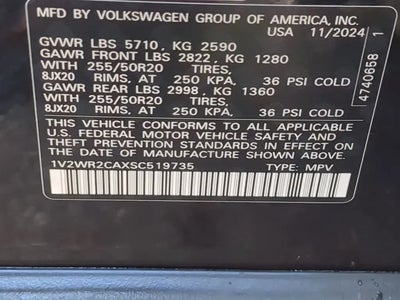 MFD BY VOLKSWAGEN GROUP OF AMERICA, INC.
USA 11/2024
GVWR LBS 5710, KG 2590
GAWR FRONT LBS 2822, KG 1280
WITH 255/50R20 TIRES,
8JX20 RIMS, AT 250 KPA, 36 PSI COLD
GAWR REAR LBS 2998, KG 1360
WITH 255/50R20 TIRES,
8JX20 RIMS, AT 250 KPA, 36 PSI COLD
THIS VEHICLE CONFORMS TO ALL APPLICABLE
U.S. FEDERAL MOTOR VEHICLE SAFETY AND
THEFT PREVENTION STANDARDS IN EFFECT ON
THE DATE OF MANUFACTURE SHOWN ABOVE.
1V2WR2CAXSC519735 TYPE: MPV
4740658 1